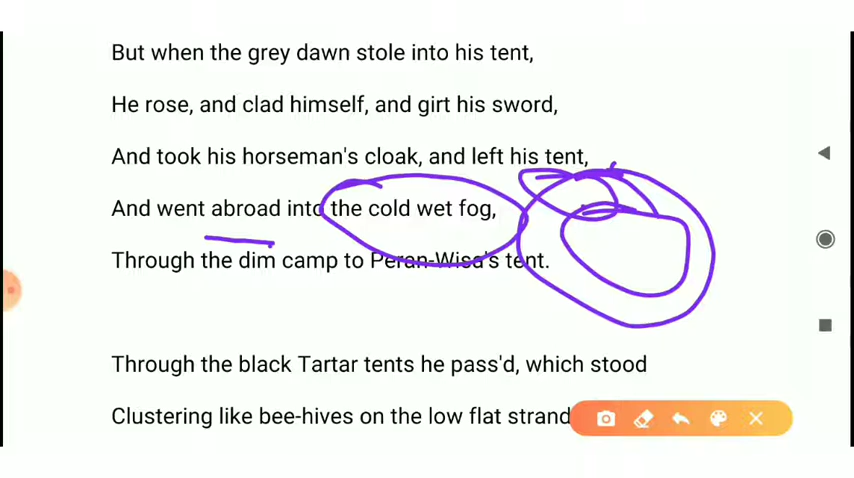 But when the grey dawn stole into his tent,
He rose, and clad himself, and girt his sword,
And took his horseman's cloak, and left his tent,
And went abroad into the cold wet fog,
Through the dim camp to Peran-Wisa's tent.
Through the black Tartar tents he pass'd, which stood
Clustering like bee-hives on the low flat strand